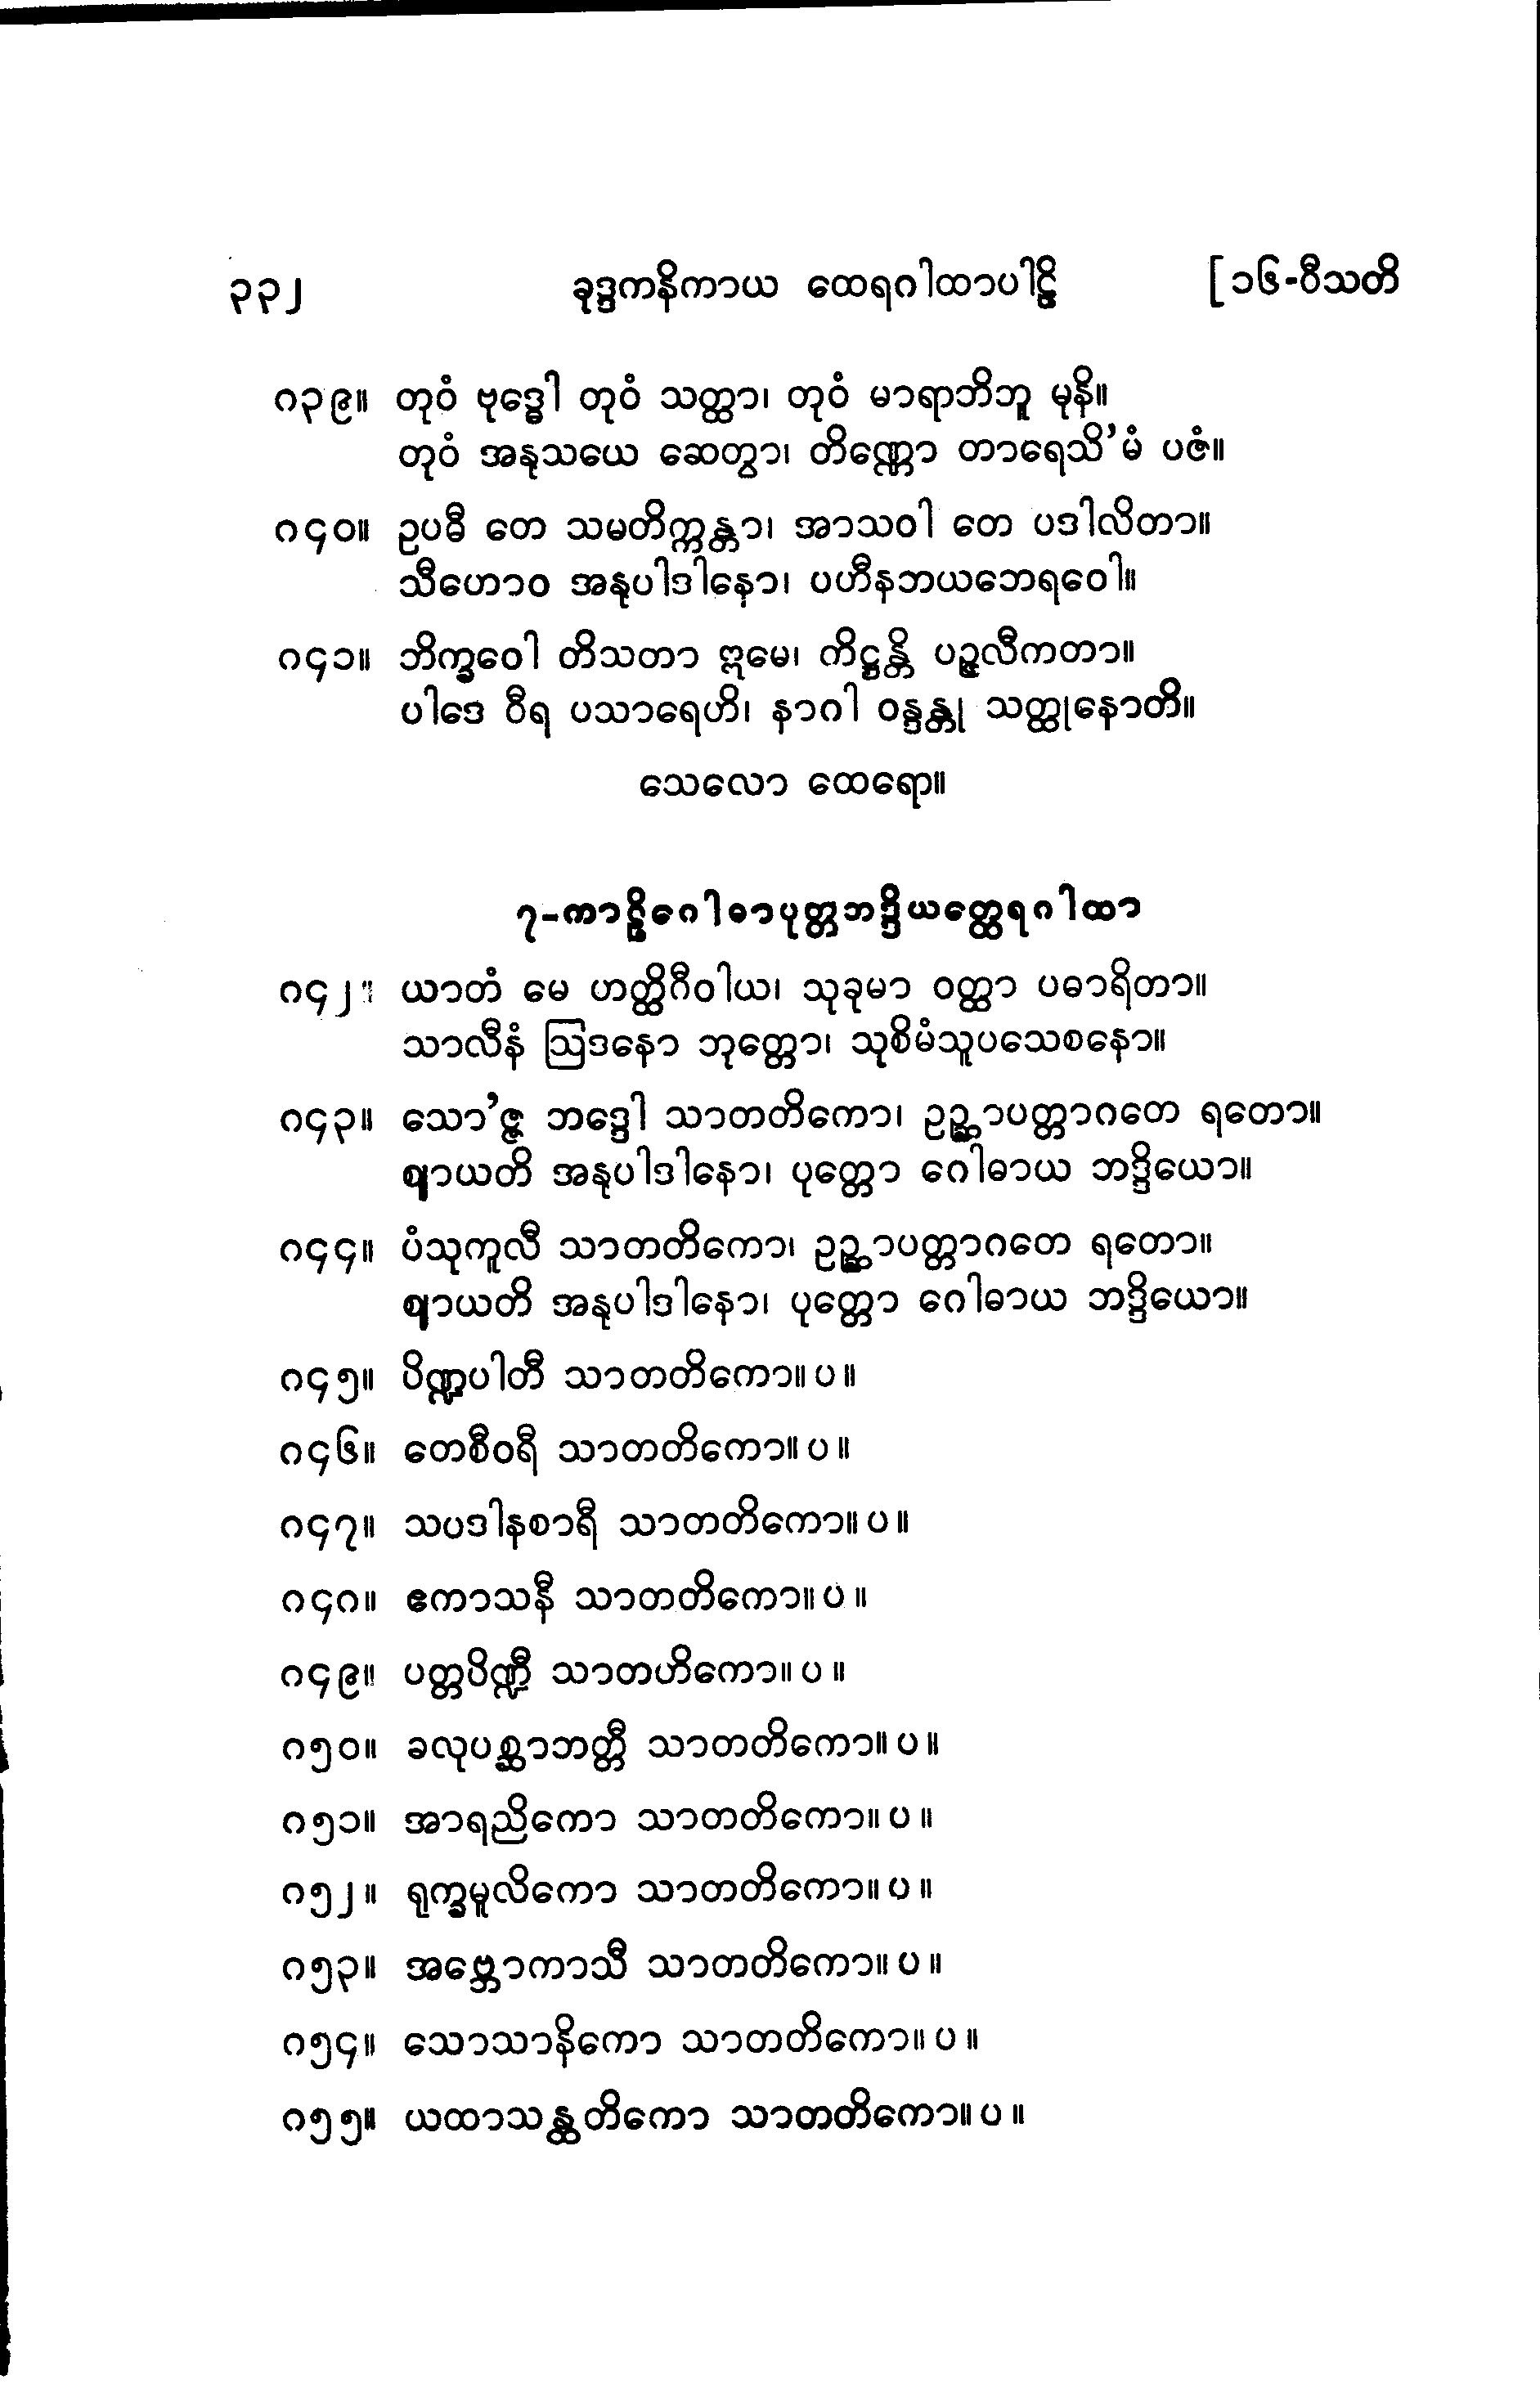 ၃၃၂ ခုဒ္ဒကနိကာယ ထေရဂါထာပါဠိ [၁၆-ဝီသတိ
၈၃၉။ တုဝံ ဗုဒ္ဓေါ တုဝံ သတ္ထာ၊ တုဝံ မာရာဘိဘူ မုနိ။
တုဝံ အနုသယေ ဆေတွာ၊ တိဏ္ဏော တာရေသိ’မံ ပဇံ။
၈၄၀။ ဥပဓီ တေ သမတိက္ကန္တာ၊ အာသဝါ တေ ပဒါလိတာ။
သီဟောဝ အနုပါဒါနော၊ ပဟီနဘယဘေရဝေါ။
၈၄၁။ ဘိက္ခဝေါ တိသတာ ဣမေ၊ ကိဋ္ဌန္တိ ပဉ္ဇလီကတာ။
ပါဒေ ဝီရ ပသာရေဟိ၊ နာဂါ ဝန္ဒန္တု သတ္ထုနောတိ။
သေလော ထေရော။
၇-ကာဠိဂေါဓာပုတ္တဘဒ္ဒိယတ္ထေရဂါထာ
၈၄၂။ ယာတံ မေ ဟတ္ထိဂီဝါယ၊ သုခုမာ ဝတ္ထာ ပဓာရိတာ။
သာလီနံ ဩဒနော ဘုတ္တော၊ သုစိမံသူပသေစနော။
၈၄၃။ သော’ဇ္ဇ ဘဒ္ဒေါ သာတတိကော၊ ဥဉ္ဆာပတ္တာဂတေ ရတော။
ဈာယတိ အနုပါဒါနော၊ ပုတ္တော ဂေါဓာယ ဘဒ္ဒိယော။
၈၄၄။ ပံသုကူလီ သာတတိကော၊ ဥဉ္ဆာပတ္တာဂတေ ရတော။
ဈာယတိ အနုပါဒါနော၊ ပုတ္တော ဂေါဓာယ ဘဒ္ဒိယော။
၈၄၅။ ပိဏ္ဍပါတီ သာတတိကော။ ပ ။
၈၄၆။ တေစီဝရီ သာတတိကော။ ပ ။
၈၄၇။ သပဒါနစာရီ သာတတိကော။ ပ ။
၈၄၈။ ဧကာသနီ သာတတိကော။ ပ ။
၈၄၉။ ပတ္တပိဏ္ဍီ သာတဟိကော။ ပ ။
၈၅၀။ ခလုပစ္ဆာဘတ္တီ သာတတိကော။ ပ ။
၈၅၁။ အာရညိကော သာတတိကော။ ပ ။
၈၅၂။ ရုက္ခမူလိကော သာတတိကော။ ပ ။
၈၅၃။ အဗ္ဘောကာသီ သာတတိကော။ ပ ။
၈၅၄။ သောသာနိကော သာတတိကော။ ပ ။
၈၅၅။ ယထာသန္ထတိကော သာတတိကော။ ပ ။